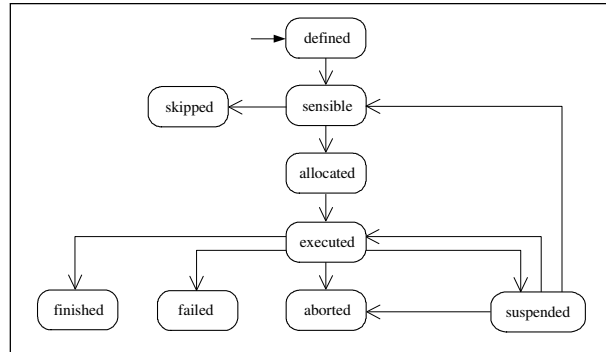 defined
skipped
sensible
allocated
executed
finished
failed
aborted
suspended